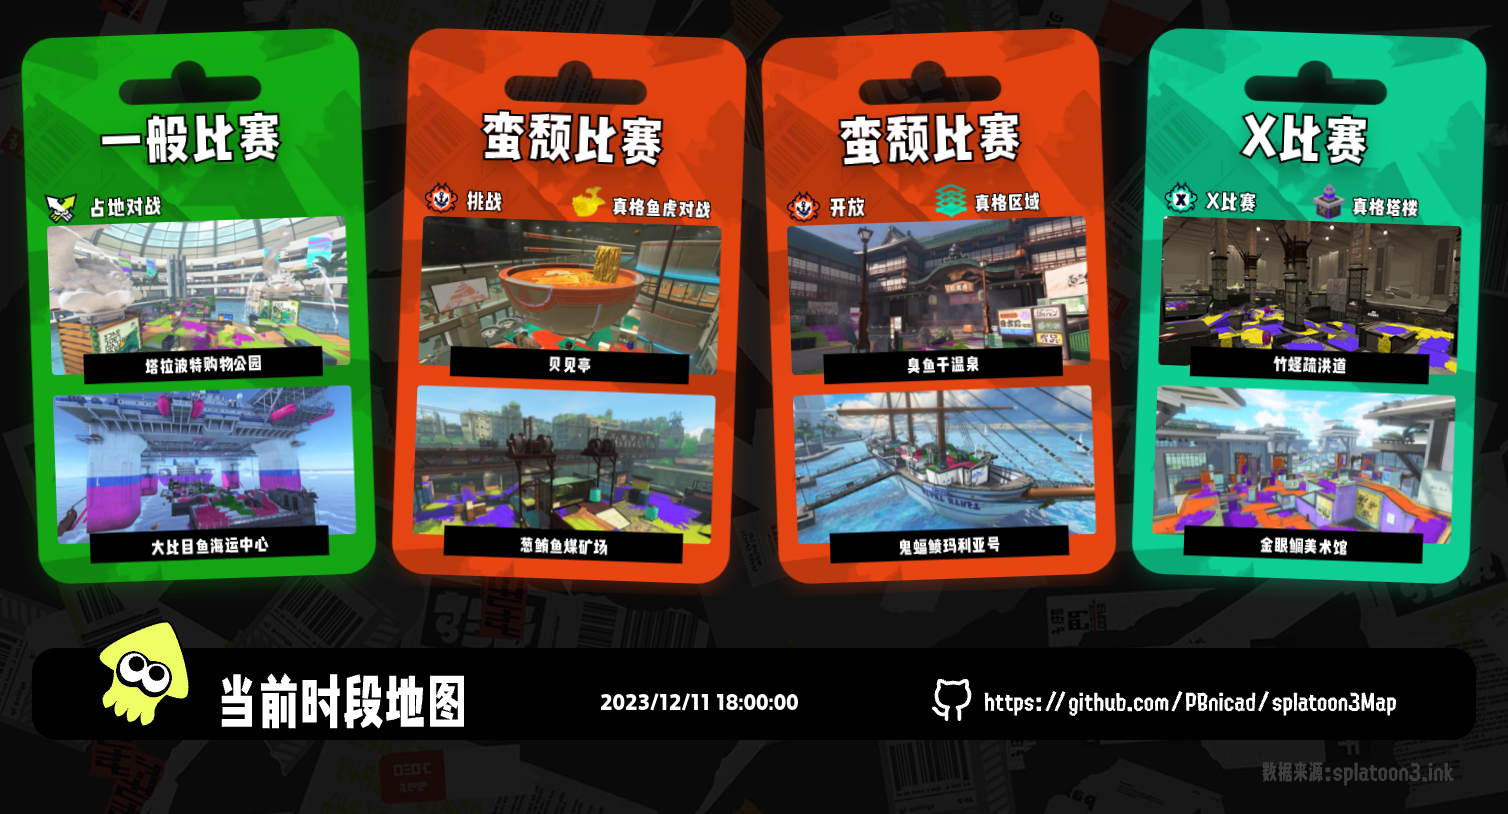 一般比赛
占地对战
塔拉波特购物公园
大比目鱼海运中心
蛮颓比赛
挑战
真格鱼虎对战
贝贝亭
葱鲔鱼煤矿场
蛮颓比赛
开放
真格区域
臭鱼干温泉
鬼蝠鲼玛利亚号
X比赛
X比赛
真格塔楼
竹蛏疏洪道
金眼鲷美术馆
当前时段地图
2023/12/11 18:00:00
https://github.com/PBnicad/splatoon3Map
数据来源:splatoon3.ink